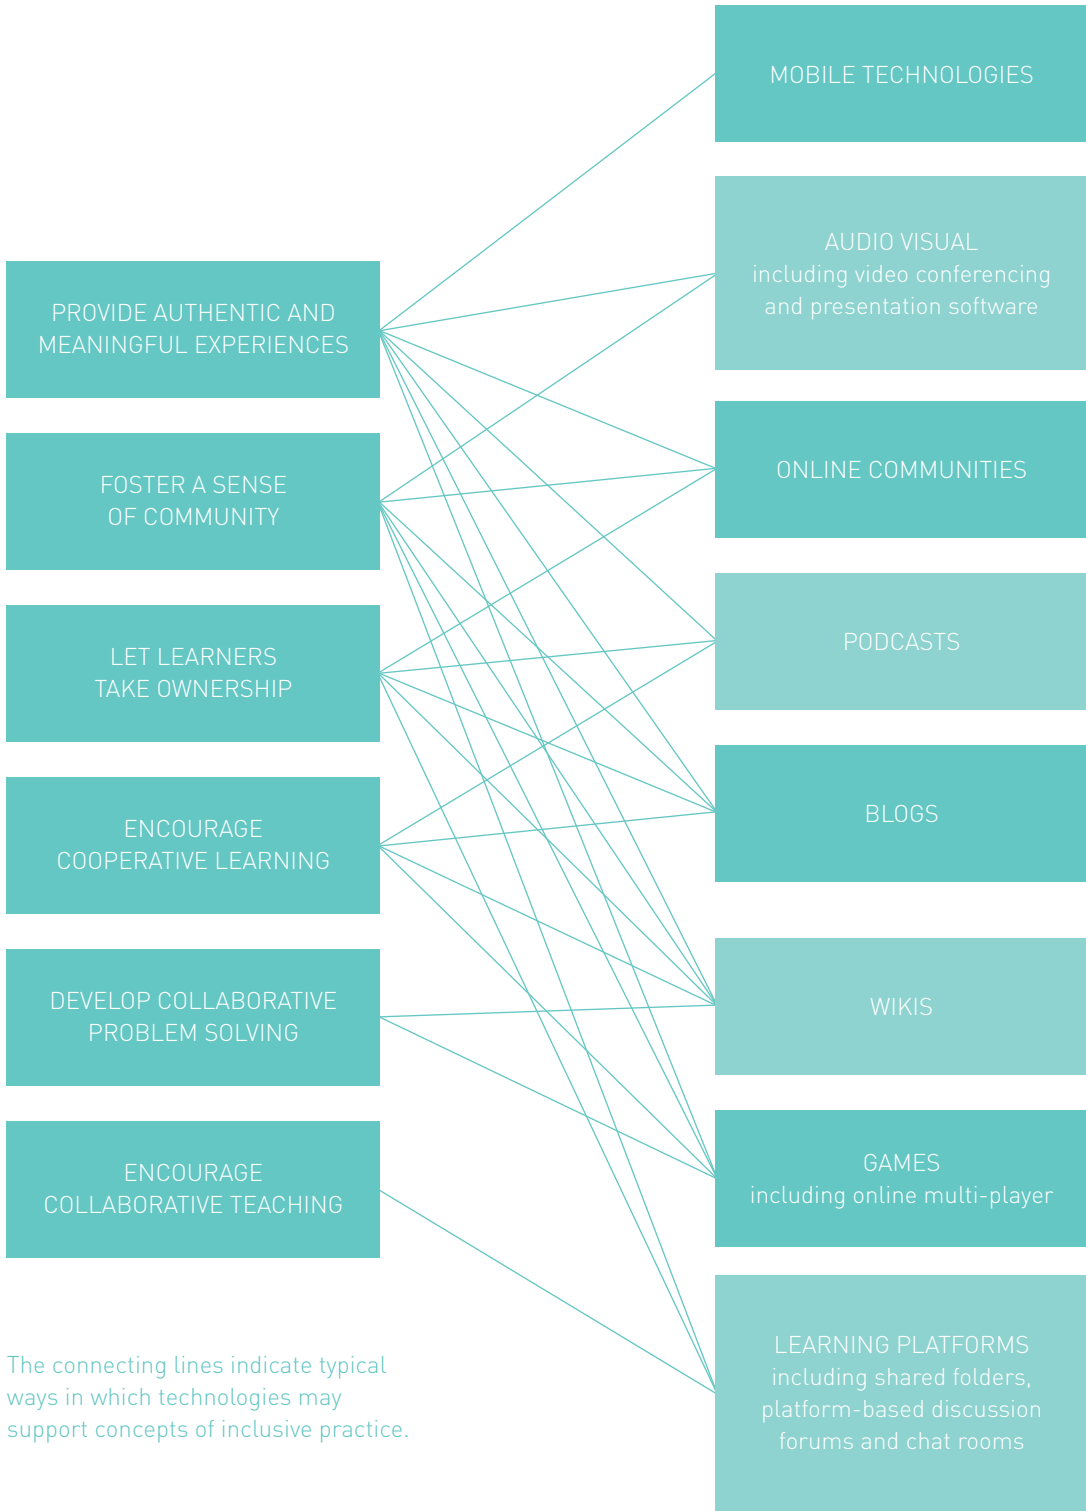 PROVIDE AUTHENTIC AND
MEANINGFUL EXPERIENCES
FOSTER A SENSE
OF COMMUNITY
LET LEARNERS
TAKE OWNERSHIP
ENCOURAGE
COOPERATIVE LEARNING
DEVELOP COLLABORATIVE
PROBLEM SOLVING
ENCOURAGE
COLLABORATIVE TEACHING
The connecting lines indicate typical
ways in which technologies may
support concepts of inclusive practice.
MOBILE TECHNOLOGIES
AUDIO VISUAL
including video conferencing
and presentation software
ONLINE COMMUNITIES
PODCASTS
BLOGS
WIKIS
GAMES
including online multi-player
LEARNING PLATFORMS
including shared folders,
platform-based discussion
forums and chat rooms